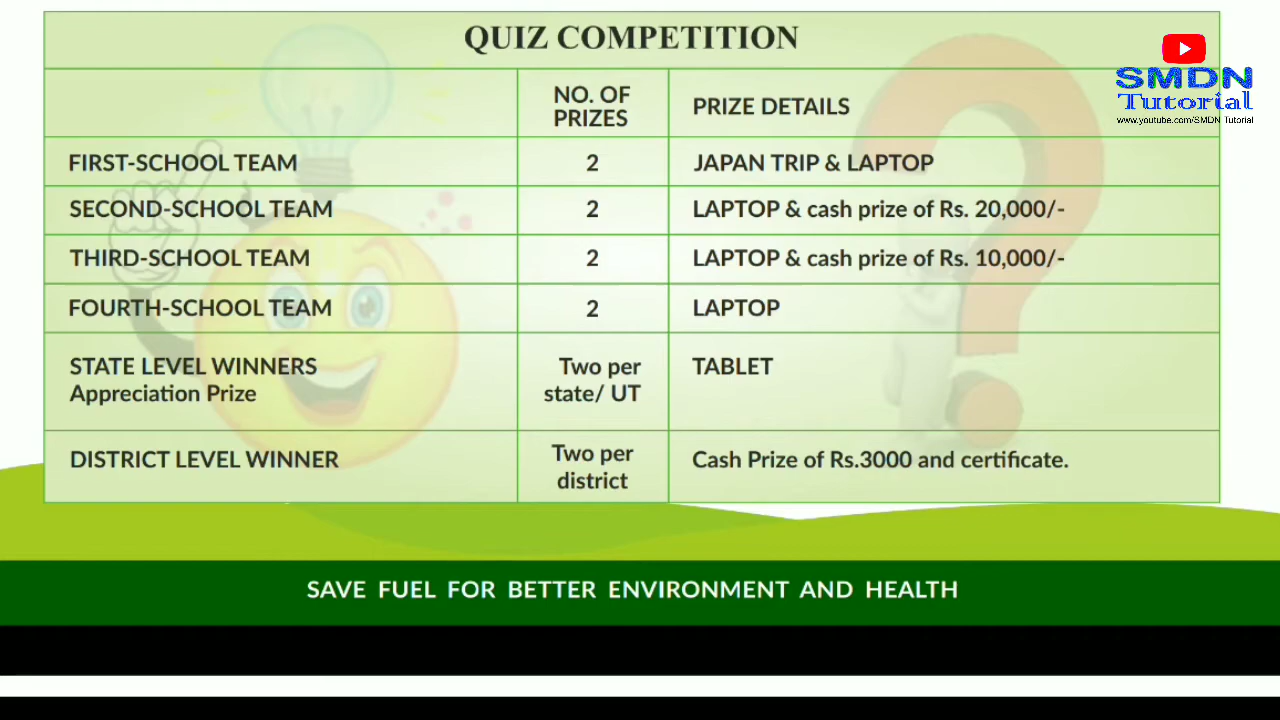 QUIZ COMPETITION
SMDN
Tutorial
www.youtube.com/SMDN Tutorial
NO. OF
PRIZES
PRIZE DETAILS
FIRST-SCHOOL TEAM 2 JAPAN TRIP & LAPTOP
SECOND-SCHOOL TEAM 2 LAPTOP & cash prize of Rs. 20,000/-
THIRD-SCHOOL TEAM 2 LAPTOP & cash prize of Rs. 10,000/-
FOURTH-SCHOOL TEAM 2 LAPTOP
STATE LEVEL WINNERS
Appreciation Prize
Two per
state/ UT
TABLET
DISTRICT LEVEL WINNER
Two per
district
Cash Prize of Rs.3000 and certificate.
SAVE FUEL FOR BETTER ENVIRONMENT AND HEALTH